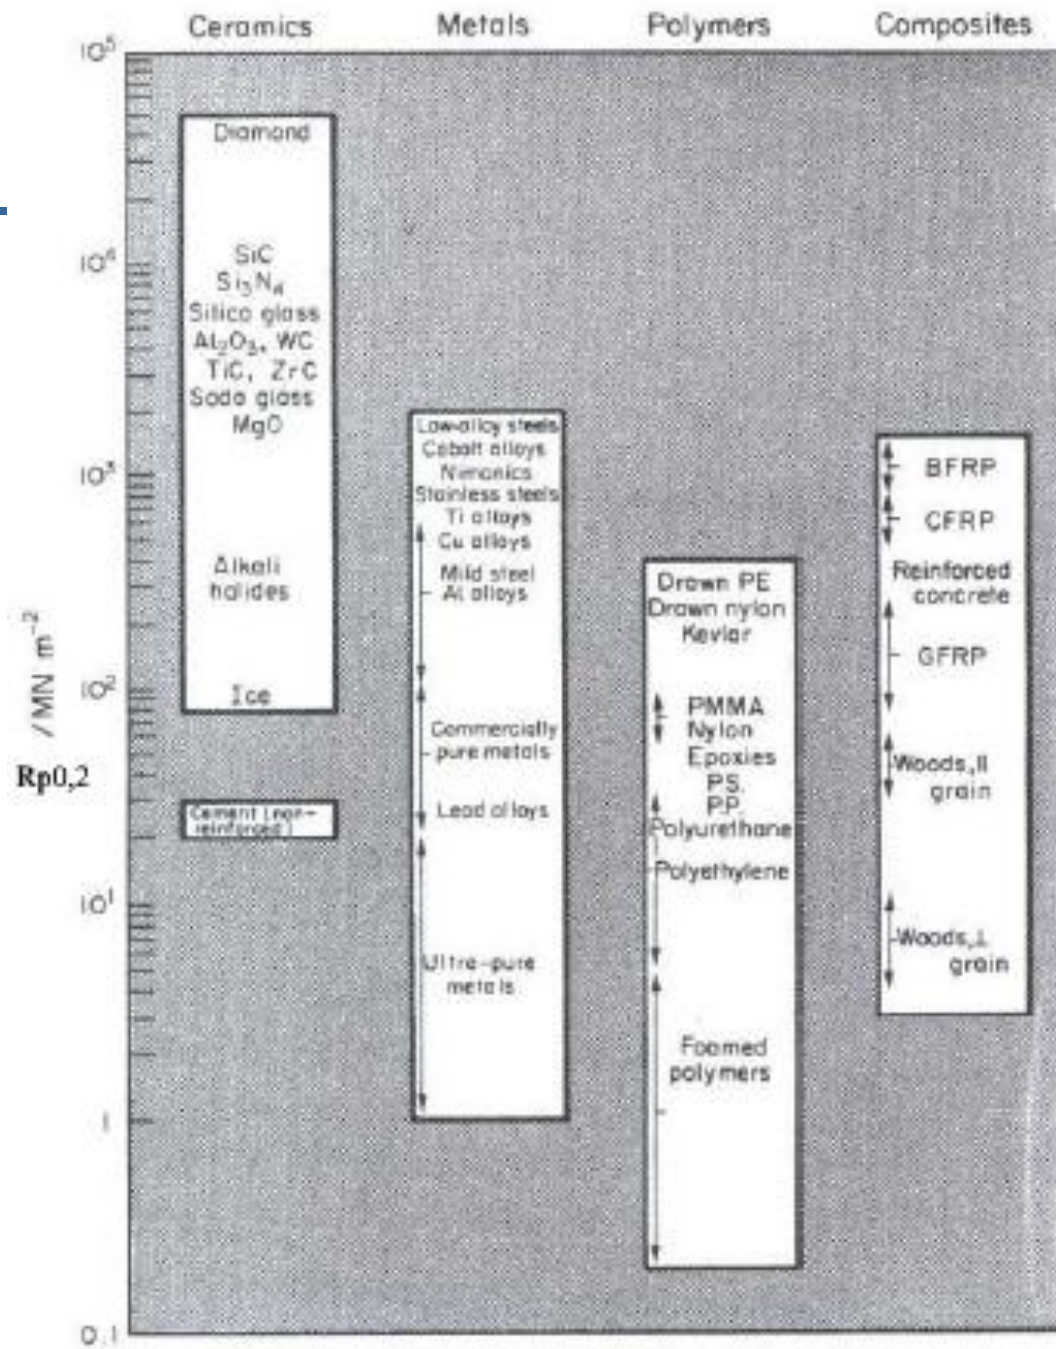 Ceramics Metals Polymers Composites
10⁵
Diamond
10⁶
SiC
Si₃N₄
Silica glass
Al₂O₃, WC
TiC, ZrC
Soda glass
MgO
Alkali
halides
Ice
Cement (non-
reinforced)
Low-alloy steels
Cobalt alloys
Nimonics
Stainless steels
Ti alloys
Cu alloys
Mild steel
Al alloys
Commercially
pure metals
Lead alloys
Ultra-pure
metals
Drawn PE
Drawn nylon
Kevlar
PMMA
Nylon
Epoxies
PS.
P.P.
Polyurethane
Polyethylene
Foamed
polymers
BFRP
CFRP
Reinforced
concrete
GFRP
Woods, ||
grain
Woods, ⊥
grain
10³
10²
10¹
1
0.1
/MN m⁻²
Rp0,2